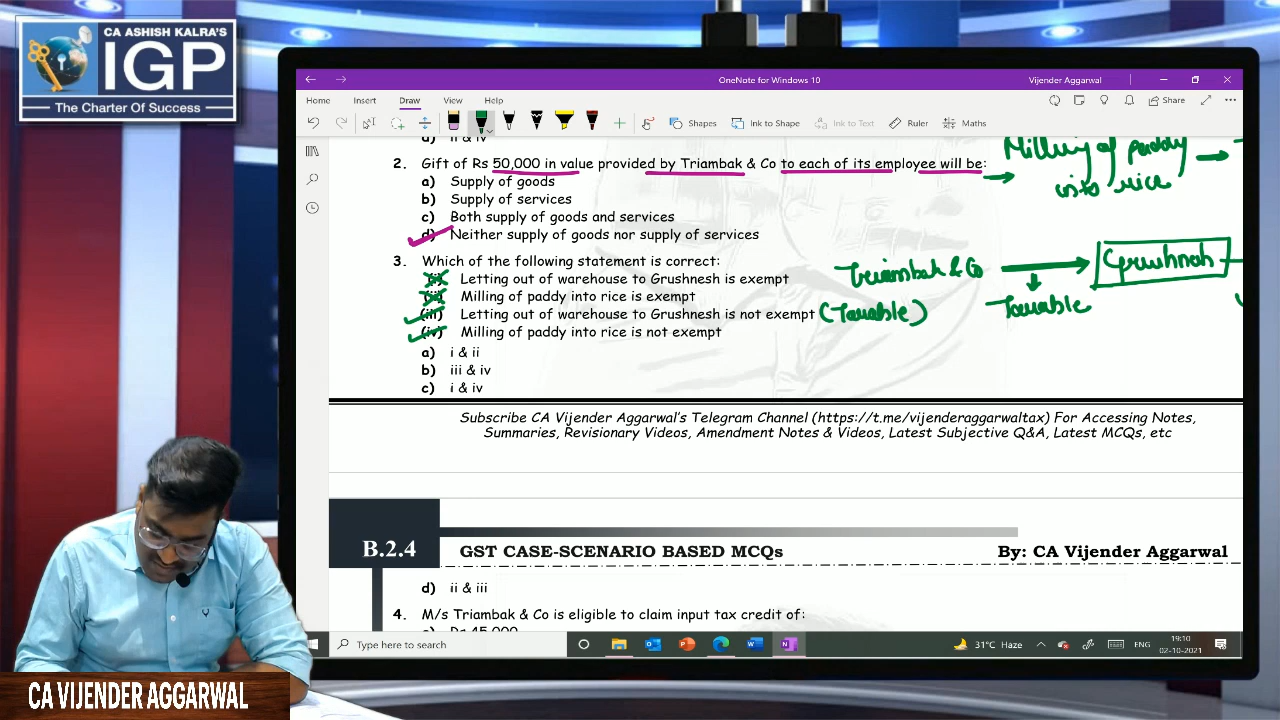 CA ASHISH KALRA'S
IGP
The Charter Of Success
OneNote for Windows 10
Vijender Aggarwal
Home
Insert
Draw
View
Help
Share
Shapes
Ink to Shape
Ink to Text
Ruler
Maths
d) ii & iv
2. Gift of Rs 50,000 in value provided by Triambak & Co to each of its employee will be:
a) Supply of goods
b) Supply of services
c) Both supply of goods and services
d) Neither supply of goods nor supply of services
Milling of paddy
into rice
3. Which of the following statement is correct:
(i) Letting out of warehouse to Grushnesh is exempt
(ii) Milling of paddy into rice is exempt
(iii) Letting out of warehouse to Grushnesh is not exempt (Taxable)
(iv) Milling of paddy into rice is not exempt
Triambak & Co
Grushnesh
Taxable
a) i & ii
b) iii & iv
c) i & iv
Subscribe CA Vijender Aggarwal's Telegram Channel (https://t.me/vijenderaggarwaltax) For Accessing Notes,
Summaries, Revisionary Videos, Amendment Notes & Videos, Latest Subjective Q&A, Latest MCQs, etc
B.2.4
GST CASE-SCENARIO BASED MCQs
By: CA Vijender Aggarwal
d) ii & iii
4. M/s Triambak & Co is eligible to claim input tax credit of:
Type here to search
31°C Haze
ENG
19:10
02-10-2021
CA VIJENDER AGGARWAL